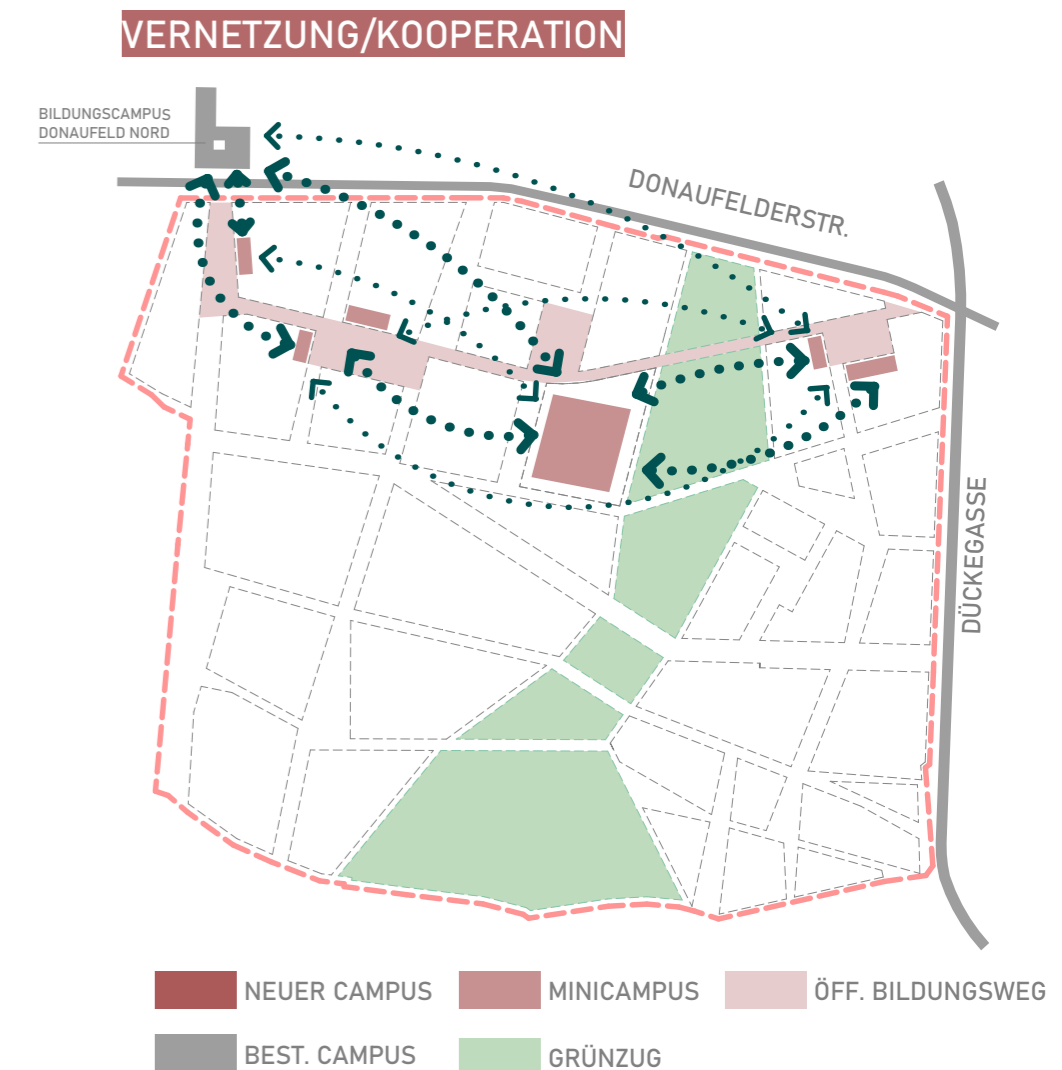 VERNETZUNG/KOOPERATION
BILDUNGSCAMPUS
DONAUFELD NORD
DONAUFELDERSTR.
DÜCKEGASSE
NEUER CAMPUS
MINICAMPUS
ÖFF. BILDUNGSWEG
BEST. CAMPUS
GRÜNZUG